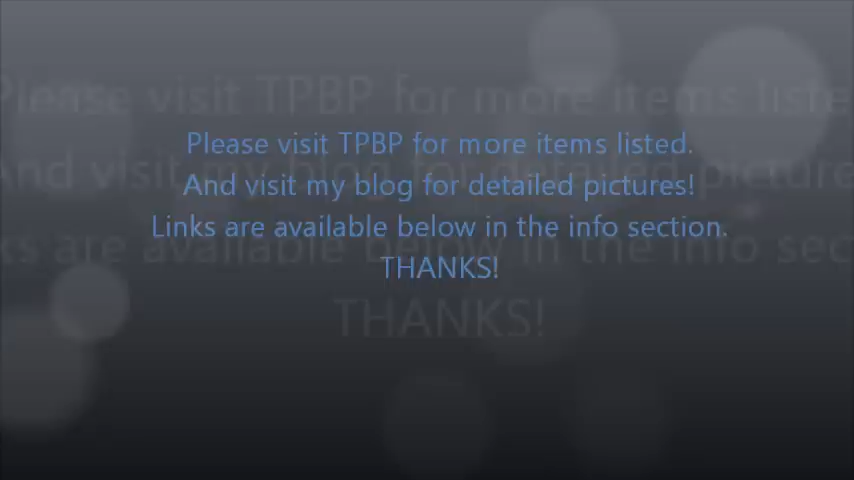 Please visit TPBP for more items listed.
And visit my blog for detailed pictures!
Links are available below in the info section.
THANKS!